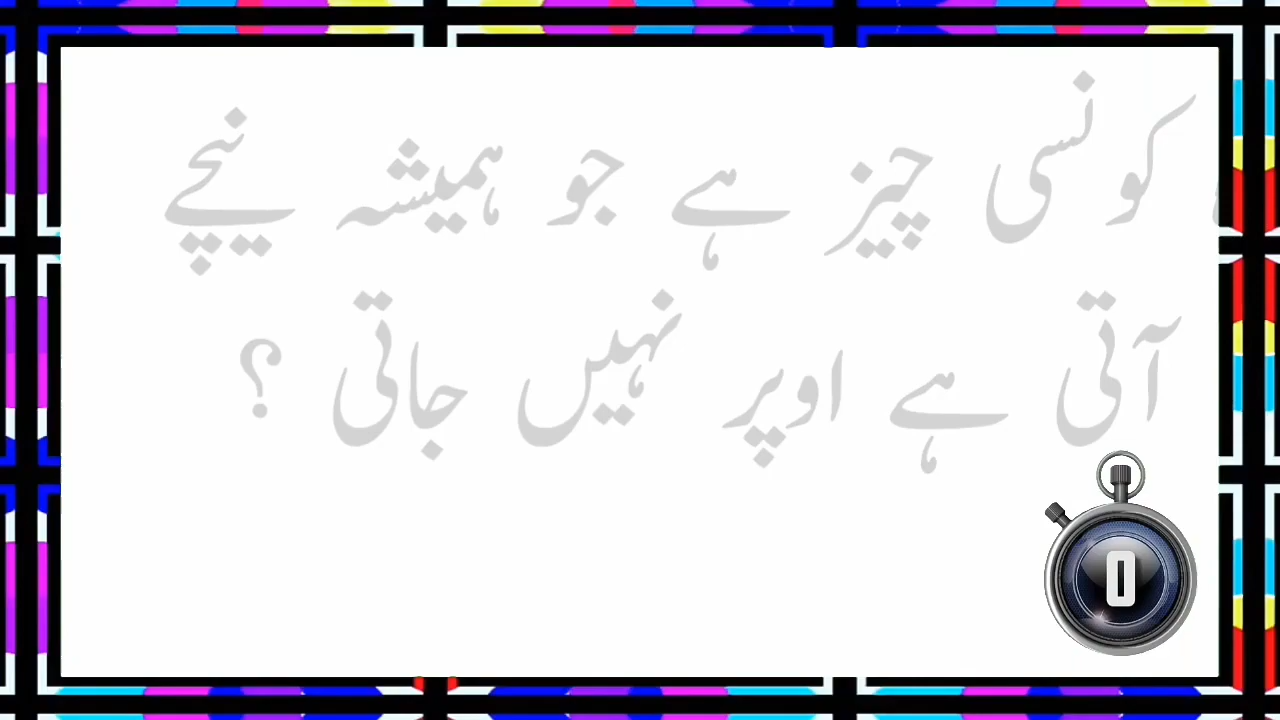 کونسی چیز ہے جو ہمیشہ نیچے
آتی ہے اوپر نہیں جاتی ؟
0